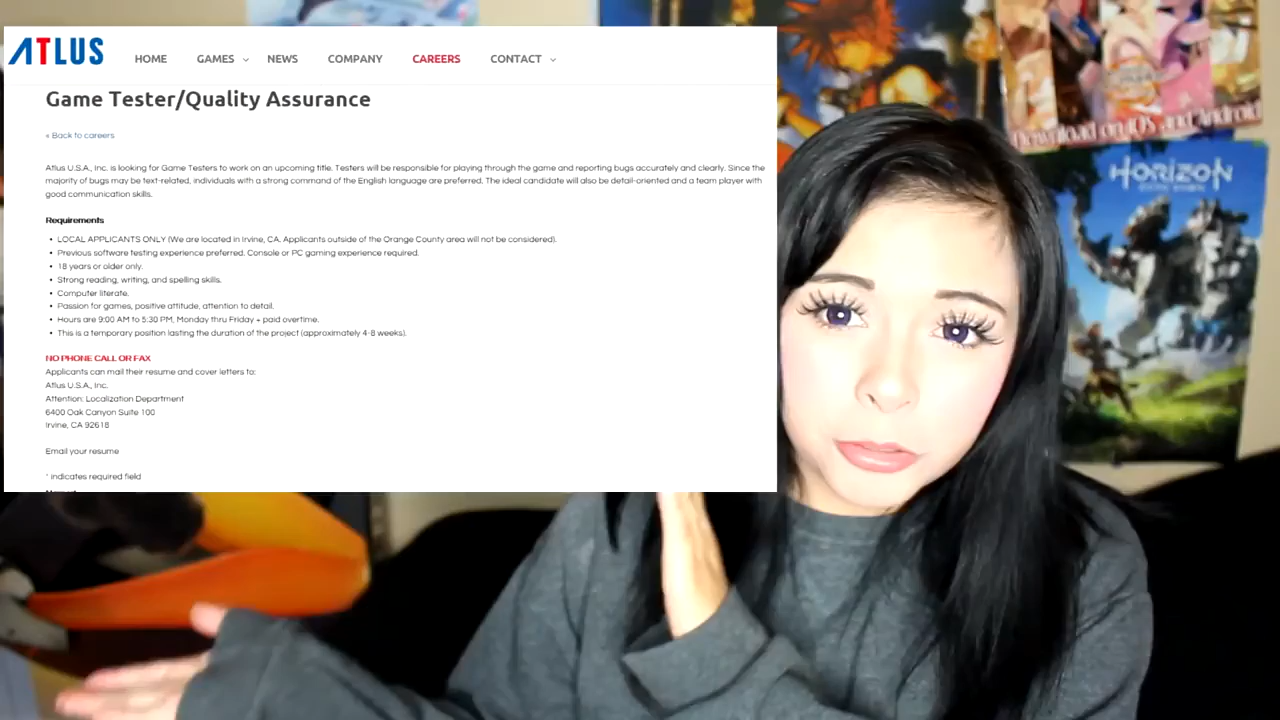 ATLUS
HOME GAMES NEWS COMPANY CAREERS CONTACT
Game Tester/Quality Assurance
« Back to careers
Atlus U.S.A., Inc. is looking for Game Testers to work on an upcoming title. Testers will be responsible for playing through the game and reporting bugs accurately and clearly. Since the
majority of bugs may be text-related, individuals with a strong command of the English language are preferred. The ideal candidate will also be detail-oriented and a team player with
good communication skills.
Requirements
• LOCAL APPLICANTS ONLY (We are located in Irvine, CA. Applicants outside of the Orange County area will not be considered).
• Previous software testing experience preferred. Console or PC gaming experience required.
• 18 years or older only.
• Strong reading, writing, and spelling skills.
• Computer literate.
• Passion for games, positive attitude, attention to detail.
• Hours are 9:00 AM to 5:30 PM, Monday thru Friday + paid overtime.
• This is a temporary position lasting the duration of the project (approximately 4-8 weeks).
NO PHONE CALL OR FAX
Applicants can mail their resume and cover letters to:
Atlus U.S.A., Inc.
Attention: Localization Department
6400 Oak Canyon Suite 100
Irvine, CA 92618
Email your resume
* indicates required field
Download on iOS and Android
HORIZON